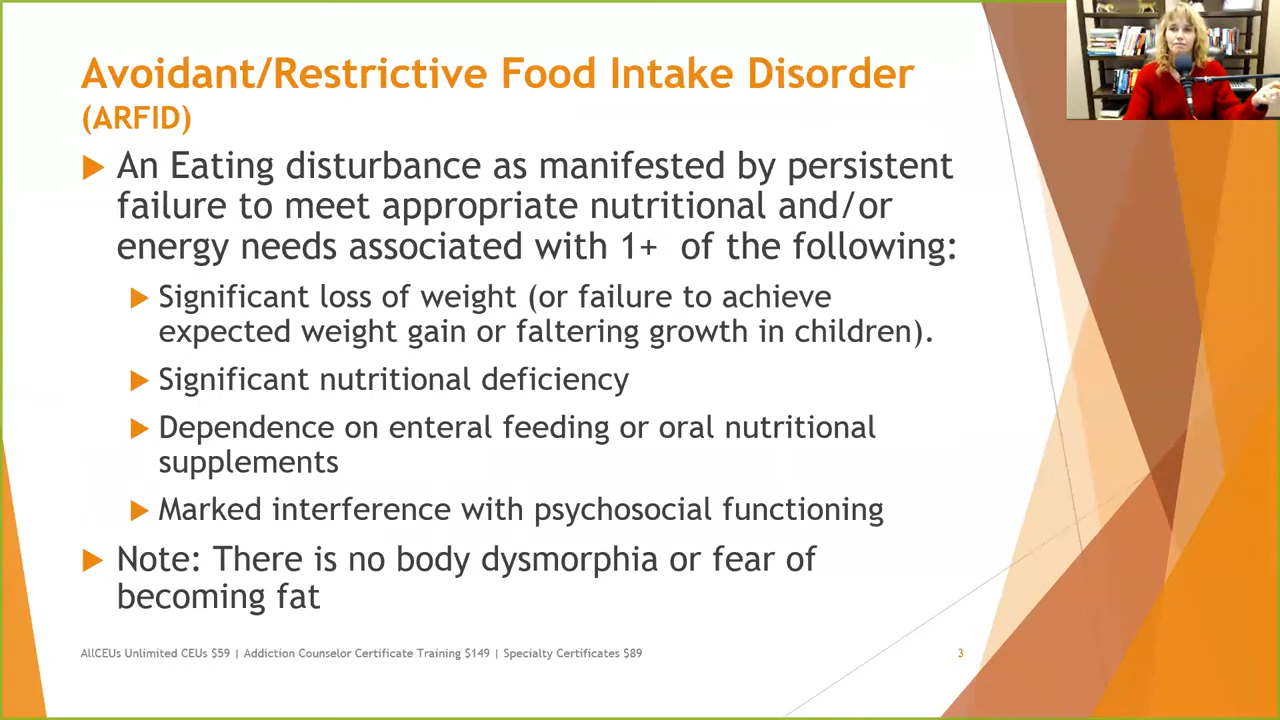 Avoidant/Restrictive Food Intake Disorder
(ARFID)
An Eating disturbance as manifested by persistent
failure to meet appropriate nutritional and/or
energy needs associated with 1+ of the following:
Significant loss of weight (or failure to achieve
expected weight gain or faltering growth in children).
Significant nutritional deficiency
Dependence on enteral feeding or oral nutritional
supplements
Marked interference with psychosocial functioning
Note: There is no body dysmorphia or fear of
becoming fat
AllCEUs Unlimited CEUs $59 | Addiction Counselor Certificate Training $149 | Specialty Certificates $89
3